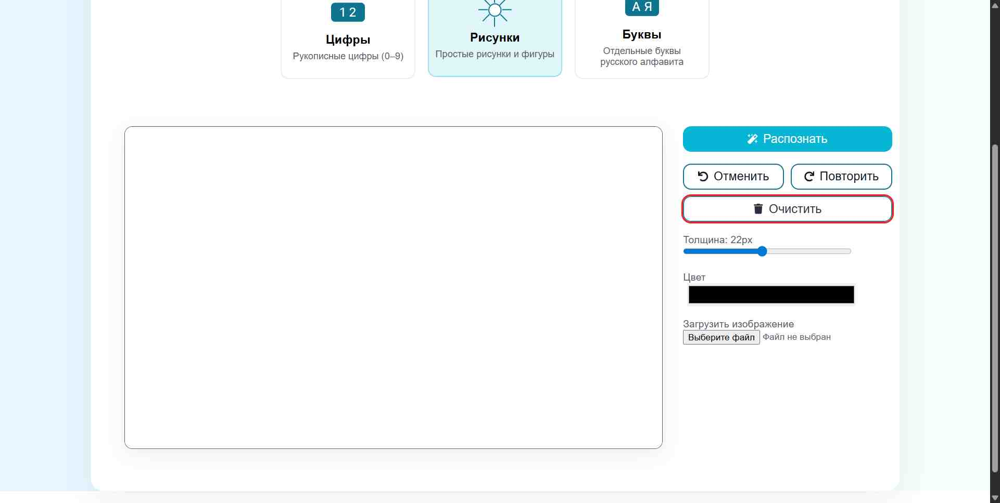 1 2
Цифры
Рукописные цифры (0–9)
Рисунки
Простые рисунки и фигуры
А Я
Буквы
Отдельные буквы
русского алфавита
Распознать
Отменить
Повторить
Очистить
Толщина: 22px
Цвет
Загрузить изображение
Выберите файл Файл не выбран